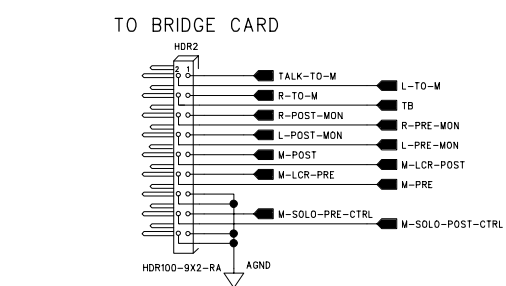 TO BRIDGE CARD
HDR2
2 1
TALK-TO-M
L-TO-M
R-TO-M
TB
R-POST-MON
R-PRE-MON
L-POST-MON
L-PRE-MON
M-POST
M-LCR-POST
M-LCR-PRE
M-PRE
M-SOLO-PRE-CTRL
M-SOLO-POST-CTRL
HDR100-9X2-RA
AGND